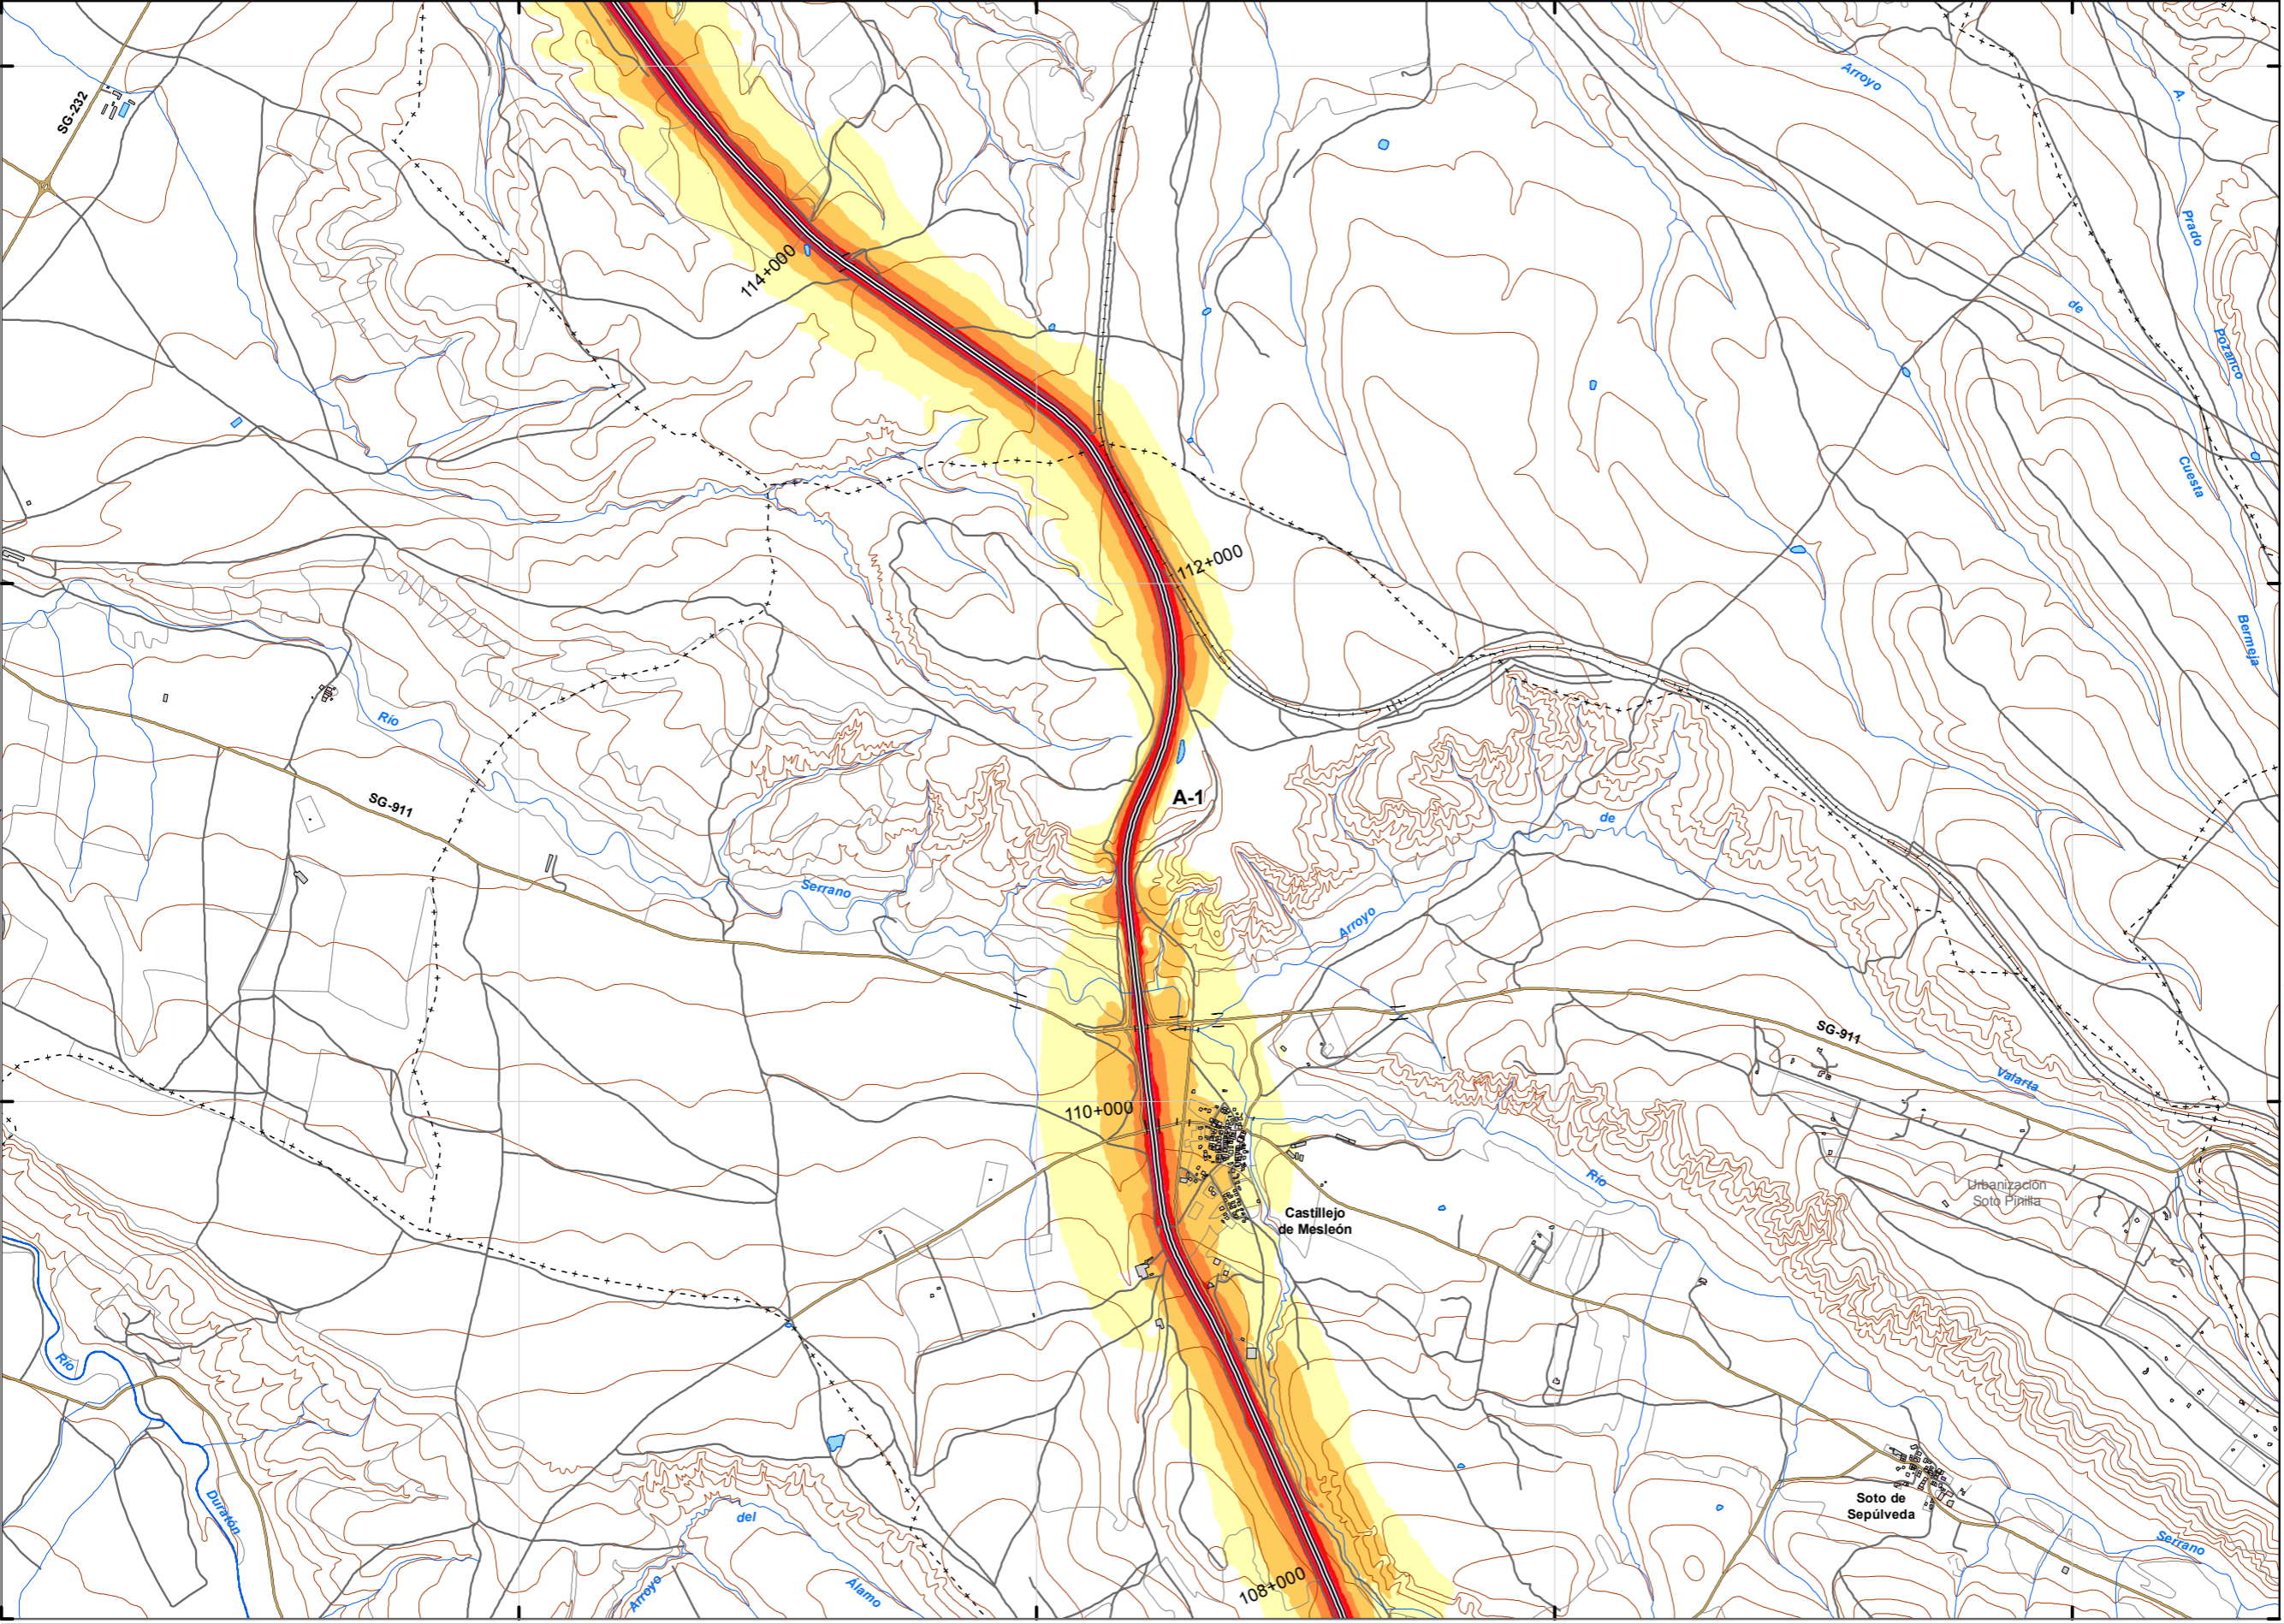 SG-232
Arroyo
A.
Prado
de
Pozanco
114+000
Cuesta
112+000
Bermeja
Río
SG-911
A-1
de
Serrano
Arroyo
SG-911
Valarta
110+000
Río
Urbanización
Soto Pinilla
Castillejo
de Mesleón
Río
Duratón
del
Soto de
Sepúlveda
Serrano
Arroyo
Álamo
108+000